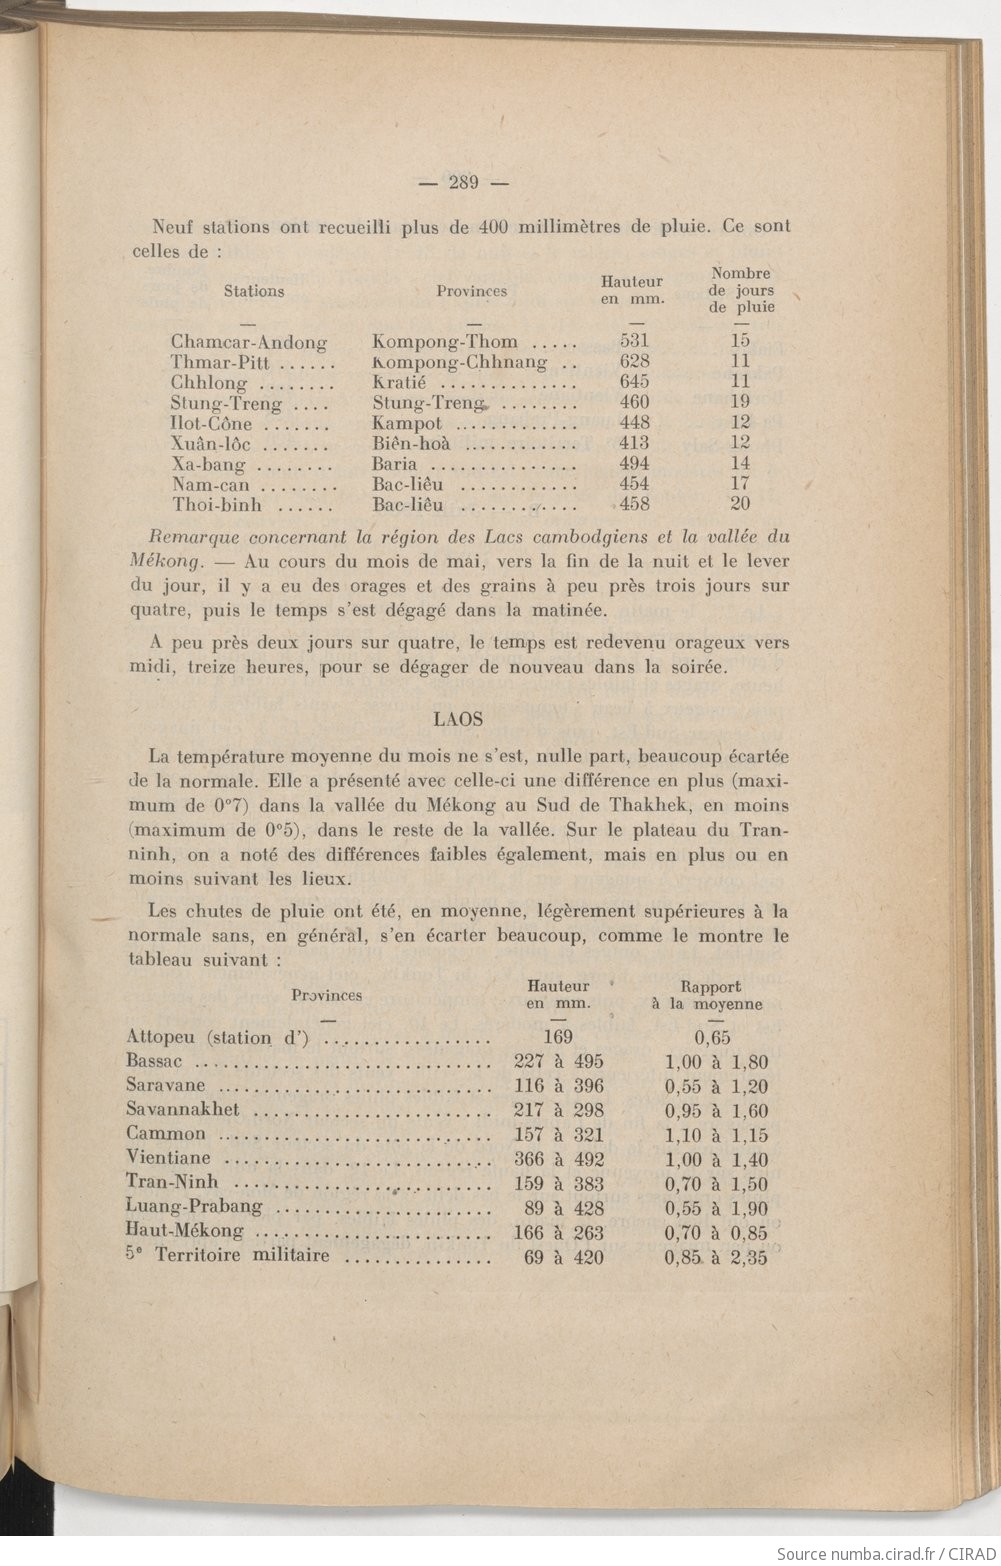 — 289 —
Neuf stations ont recueilli plus de 400 millimètres de pluie. Ce sont
celles de :
Stations Provinces Hauteur en mm. Nombre de jours de pluie
Chamcar-Andong Kompong-Thom ..... 531 15
Thmar-Pitt ...... Kompong-Chhnang .. 628 11
Chhlong ........ Kratié .............. 645 11
Stung-Treng .... Stung-Treng ........ 460 19
Ilot-Cône ....... Kampot ............. 448 12
Xuân-lôc ....... Biên-hoà ............ 413 12
Xa-bang ........ Baria ............... 494 14
Nam-can ........ Bac-liêu ............ 454 17
Thoi-binh ...... Bac-liêu ............ 458 20
Remarque concernant la région des Lacs cambodgiens et la vallée du
Mékong. — Au cours du mois de mai, vers la fin de la nuit et le lever
du jour, il y a eu des orages et des grains à peu près trois jours sur
quatre, puis le temps s'est dégagé dans la matinée.
A peu près deux jours sur quatre, le temps est redevenu orageux vers
midi, treize heures, pour se dégager de nouveau dans la soirée.
LAOS
La température moyenne du mois ne s'est, nulle part, beaucoup écartée
de la normale. Elle a présenté avec celle-ci une différence en plus (maxi-
mum de 0°7) dans la vallée du Mékong au Sud de Thakhek, en moins
(maximum de 0°5), dans le reste de la vallée. Sur le plateau du Tran-
ninh, on a noté des différences faibles également, mais en plus ou en
moins suivant les lieux.
Les chutes de pluie ont été, en moyenne, légèrement supérieures à la
normale sans, en général, s'en écarter beaucoup, comme le montre le
tableau suivant :
Provinces Hauteur en mm. Rapport à la moyenne
Attopeu (station d') ................. 169 0,65
Bassac .............................. 227 à 495 1,00 à 1,80
Saravane ............................ 116 à 396 0,55 à 1,20
Savannakhet ........................ 217 à 298 0,95 à 1,60
Cammon ............................ 157 à 321 1,10 à 1,15
Vientiane ........................... 366 à 492 1,00 à 1,40
Tran-Ninh .......................... 159 à 383 0,70 à 1,50
Luang-Prabang ...................... 89 à 428 0,55 à 1,90
Haut-Mékong ........................ 166 à 263 0,70 à 0,85
5e Territoire militaire ............... 69 à 420 0,85 à 2,35
Source numba.cirad.fr / CIRAD